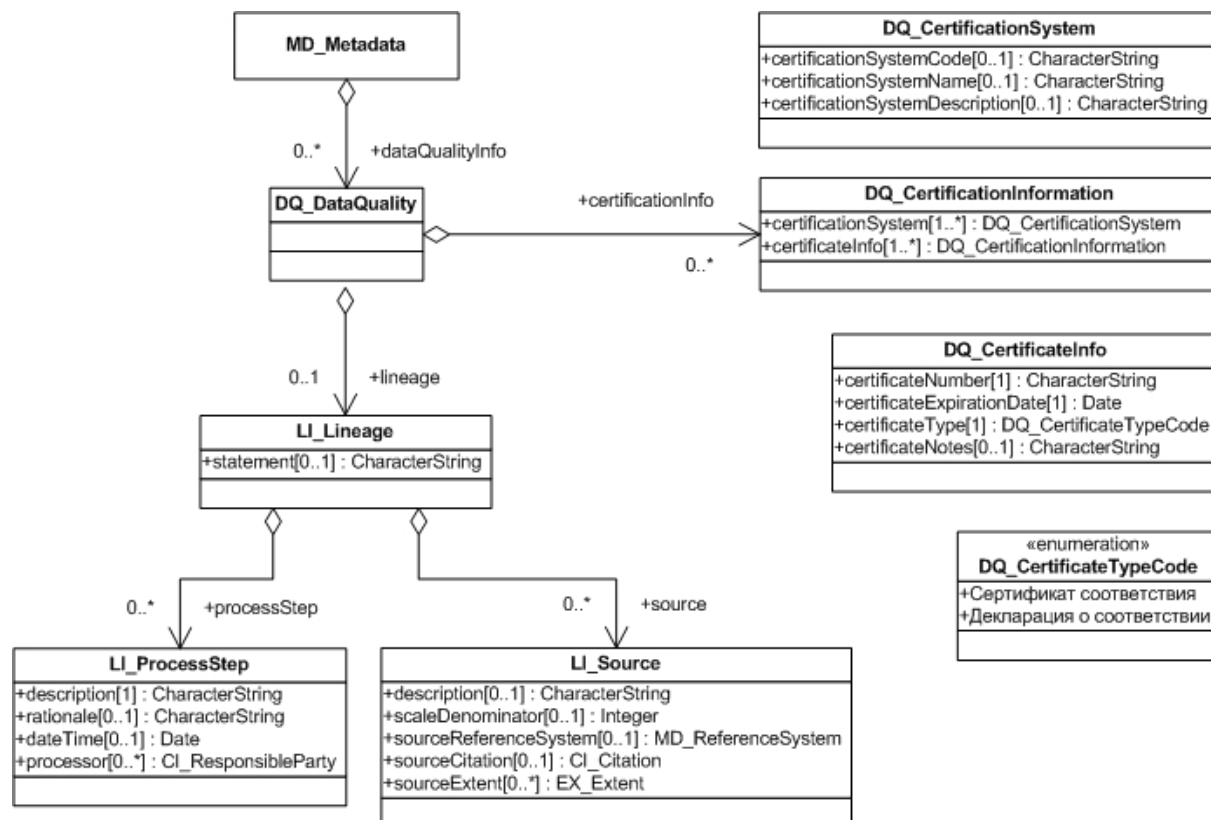 MD_Metadata
0..*
+dataQualityInfo
DQ_DataQuality
+certificationInfo
0..*
DQ_CertificationSystem
+certificationSystemCode[0..1] : CharacterString
+certificationSystemName[0..1] : CharacterString
+certificationSystemDescription[0..1] : CharacterString
DQ_CertificationInformation
+certificationSystem[1..*] : DQ_CertificationSystem
+certificateInfo[1..*] : DQ_CertificationInformation
0..1
+lineage
LI_Lineage
+statement[0..1] : CharacterString
DQ_CertificateInfo
+certificateNumber[1] : CharacterString
+certificateExpirationDate[1] : Date
+certificateType[1] : DQ_CertificateTypeCode
+certificateNotes[0..1] : CharacterString
«enumeration»
DQ_CertificateTypeCode
+Сертификат соответствия
+Декларация о соответствии
0..*
+processStep
0..*
+source
LI_ProcessStep
+description[1] : CharacterString
+rationale[0..1] : CharacterString
+dateTime[0..1] : Date
+processor[0..*] : CI_ResponsibleParty
LI_Source
+description[0..1] : CharacterString
+scaleDenominator[0..1] : Integer
+sourceReferenceSystem[0..1] : MD_ReferenceSystem
+sourceCitation[0..1] : CI_Citation
+sourceExtent[0..*] : EX_Extent